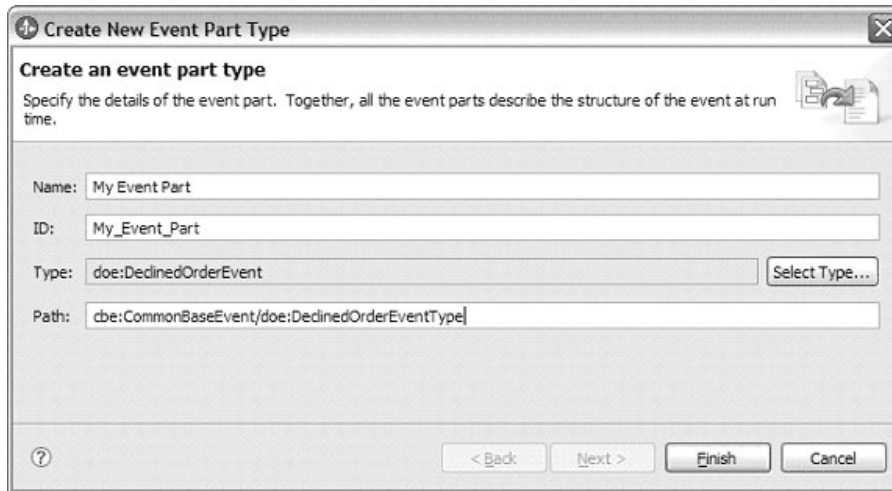 Create New Event Part Type
Create an event part type
Specify the details of the event part. Together, all the event parts describe the structure of the event at run
time.
Name: My Event Part
ID: My_Event_Part
Type: doe:DeclinedOrderEvent Select Type...
Path: cbe:CommonBaseEvent/doe:DeclinedOrderEventType
? < Back Next > Finish Cancel